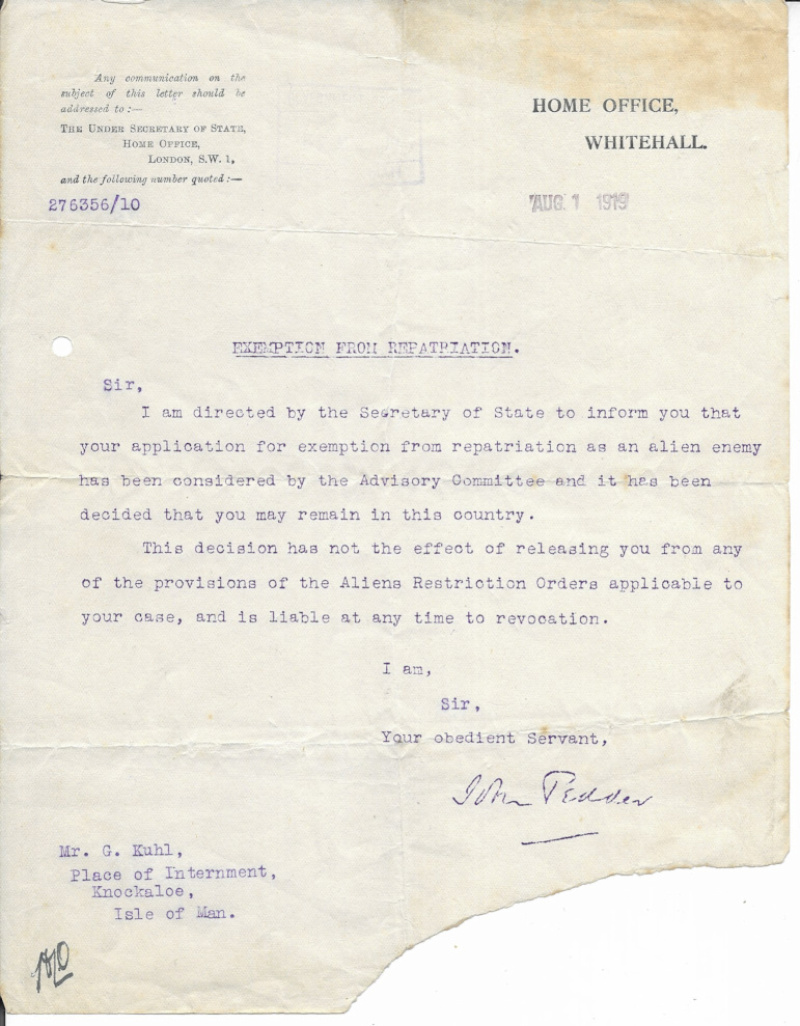 Any communication on the
subject of this letter should be
addressed to :—
THE UNDER SECRETARY OF STATE,
HOME OFFICE,
LONDON, S.W. 1,
and the following number quoted :—
276356/10
HOME OFFICE,
WHITEHALL.
AUG. 1 1919
EXEMPTION FROM REPATRIATION.
Sir,
I am directed by the Secretary of State to inform you that
your application for exemption from repatriation as an alien enemy
has been considered by the Advisory Committee and it has been
decided that you may remain in this country.
This decision has not the effect of releasing you from any
of the provisions of the Aliens Restriction Orders applicable to
your case, and is liable at any time to revocation.
I am,
Sir,
Your obedient Servant,
John Pedder
Mr. G. Kuhl,
Place of Internment,
Knockaloe,
Isle of Man.